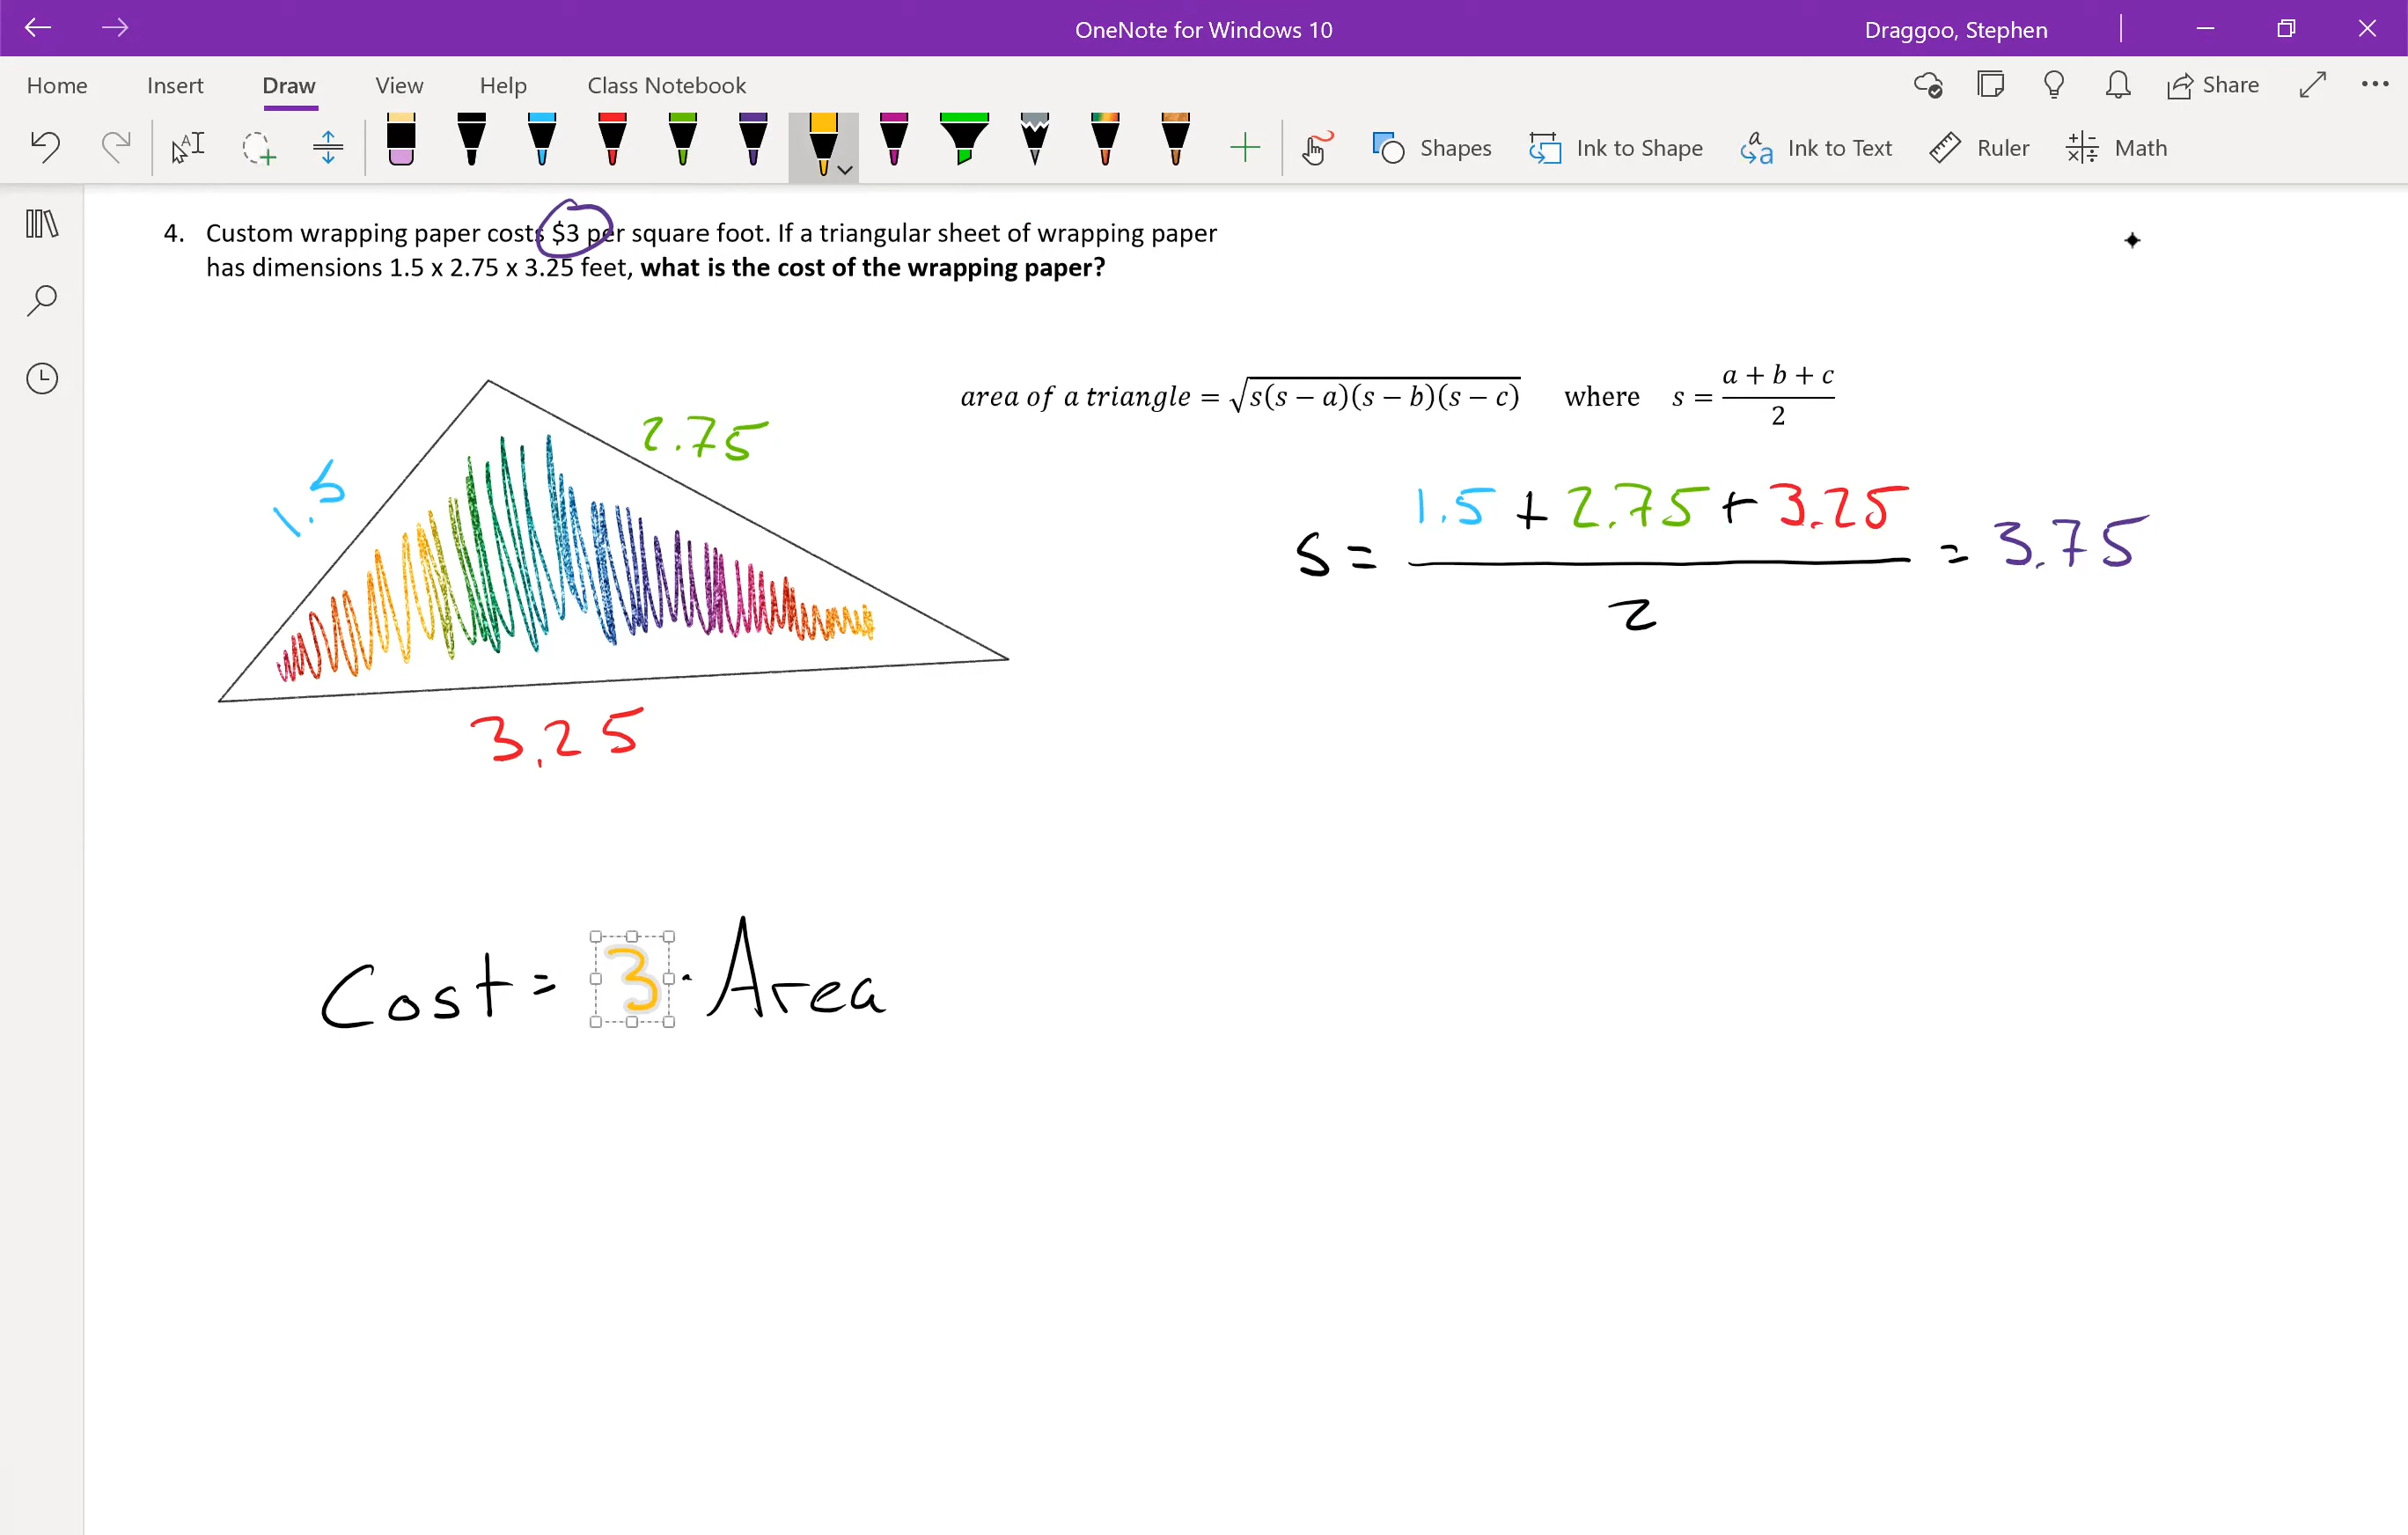 OneNote for Windows 10
Draggoo, Stephen
Home Insert Draw View Help Class Notebook Share
Shapes Ink to Shape Ink to Text Ruler Math
4. Custom wrapping paper costs $3 per square foot. If a triangular sheet of wrapping paper
has dimensions 1.5 x 2.75 x 3.25 feet, what is the cost of the wrapping paper?
area of a triangle = √s(s − a)(s − b)(s − c) where s = a + b + c
2
1.5
2.75
3.25
s = 1.5 + 2.75 + 3.25 = 3.75
2
Cost = 3 · Area